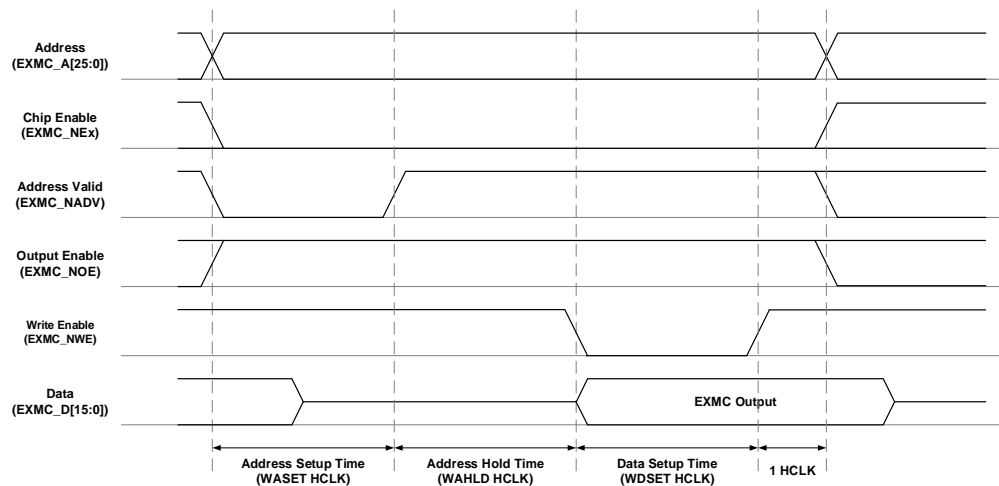 Address
(EXMC_A[25:0])
Chip Enable
(EXMC_NEx)
Address Valid
(EXMC_NADV)
Output Enable
(EXMC_NOE)
Write Enable
(EXMC_NWE)
Data
(EXMC_D[15:0])
EXMC Output
Address Setup Time
(WASET HCLK)
Address Hold Time
(WAHLD HCLK)
Data Setup Time
(WDSET HCLK)
1 HCLK